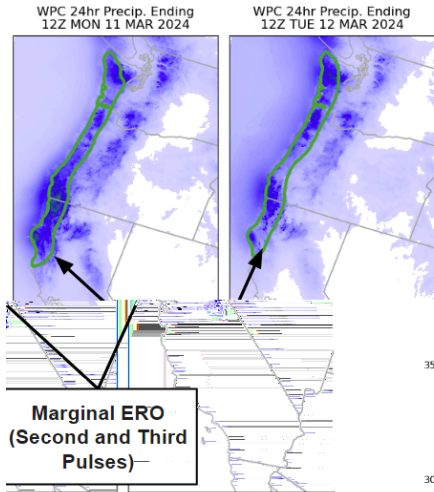 WPC 24hr Precip. Ending
12Z MON 11 MAR 2024
WPC 24hr Precip. Ending
12Z TUE 12 MAR 2024
35
30
Marginal ERO
(Second and Third
Pulses)